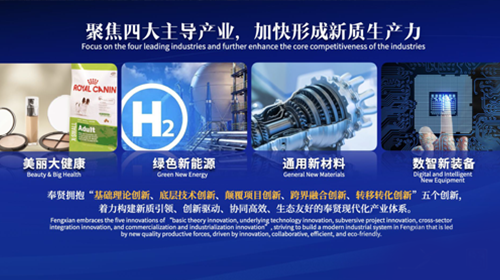 聚焦四大主导产业，加快形成新质生产力
Focus on the four leading industries and further enhance the core competitiveness of the industries
ROYAL CANIN
Adult
H2
美丽大健康
Beauty & Big Health
绿色新能源
Green New Energy
通用新材料
General New Materials
数智新装备
Digital and Intelligent
New Equipment
奉贤拥抱“基础理论创新、底层技术创新、颠覆项目创新、跨界融合创新、转移转化创新”五个创新，
着力构建新质引领、创新驱动、协同高效、生态友好的奉贤现代化产业体系。
Fengxian embraces the five innovations of "basic theory innovation, underlying technology innovation, subversive project innovation, cross-sector
integration innovation, and commercialization and industrialization innovation", striving to build a modern industrial system in Fengxian that is led
by new quality productive forces, driven by innovation, collaborative, efficient, and eco-friendly.